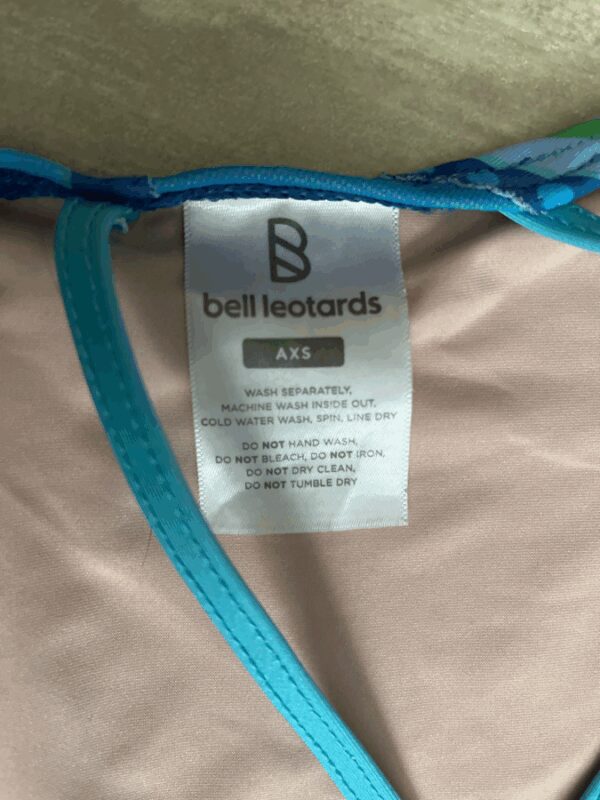 B
bell leotards
AXS
WASH SEPARATELY,
MACHINE WASH INSIDE OUT,
COLD WATER WASH, SPIN, LINE DRY
DO NOT HAND WASH,
DO NOT BLEACH, DO NOT IRON,
DO NOT DRY CLEAN,
DO NOT TUMBLE DRY